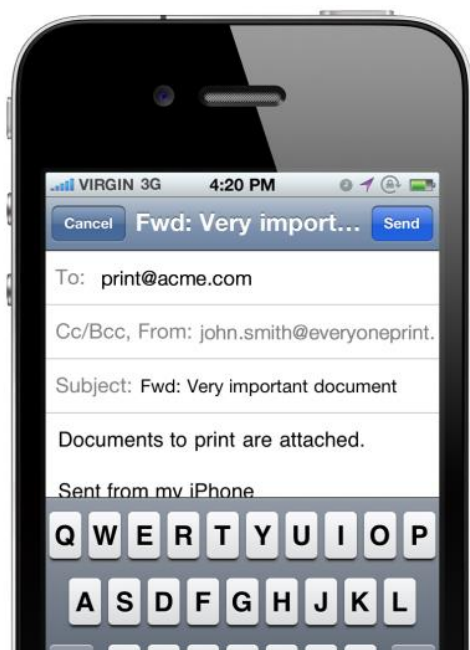 VIRGIN 3G 4:20 PM
Cancel Fwd: Very import... Send
To: print@acme.com
Cc/Bcc, From: john.smith@everyoneprint.
Subject: Fwd: Very important document
Documents to print are attached.
Sent from my iPhone
Q W E R T Y U I O P
A S D F G H J K L